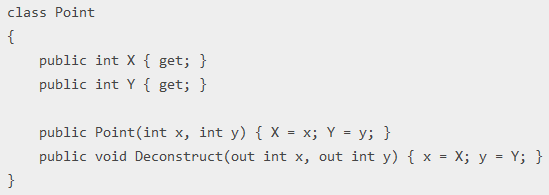 class Point
{
    public int X { get; }
    public int Y { get; }

    public Point(int x, int y) { X = x; Y = y; }
    public void Deconstruct(out int x, out int y) { x = X; y = Y; }
}